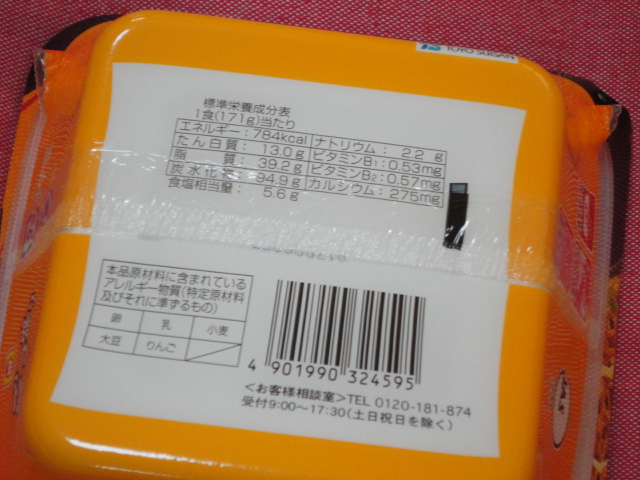 TOYO SUISAN
標準栄養成分表
1食(171g)当たり
エネルギー: 784kcal ナトリウム: 2.2 g
たん白質: 13.0g ビタミンB1: 0.53mg
脂質: 39.2g ビタミンB2: 0.57mg
炭水化物: 94.9g カルシウム: 275mg
食塩相当量: 5.6g
本品原材料に含まれている
アレルギー物質(特定原材料
及びそれに準ずるもの)
卵 乳 小麦
大豆 りんご
4 901990 324595
<お客様相談室>TEL 0120-181-874
受付9:00~17:30(土日祝日を除く)